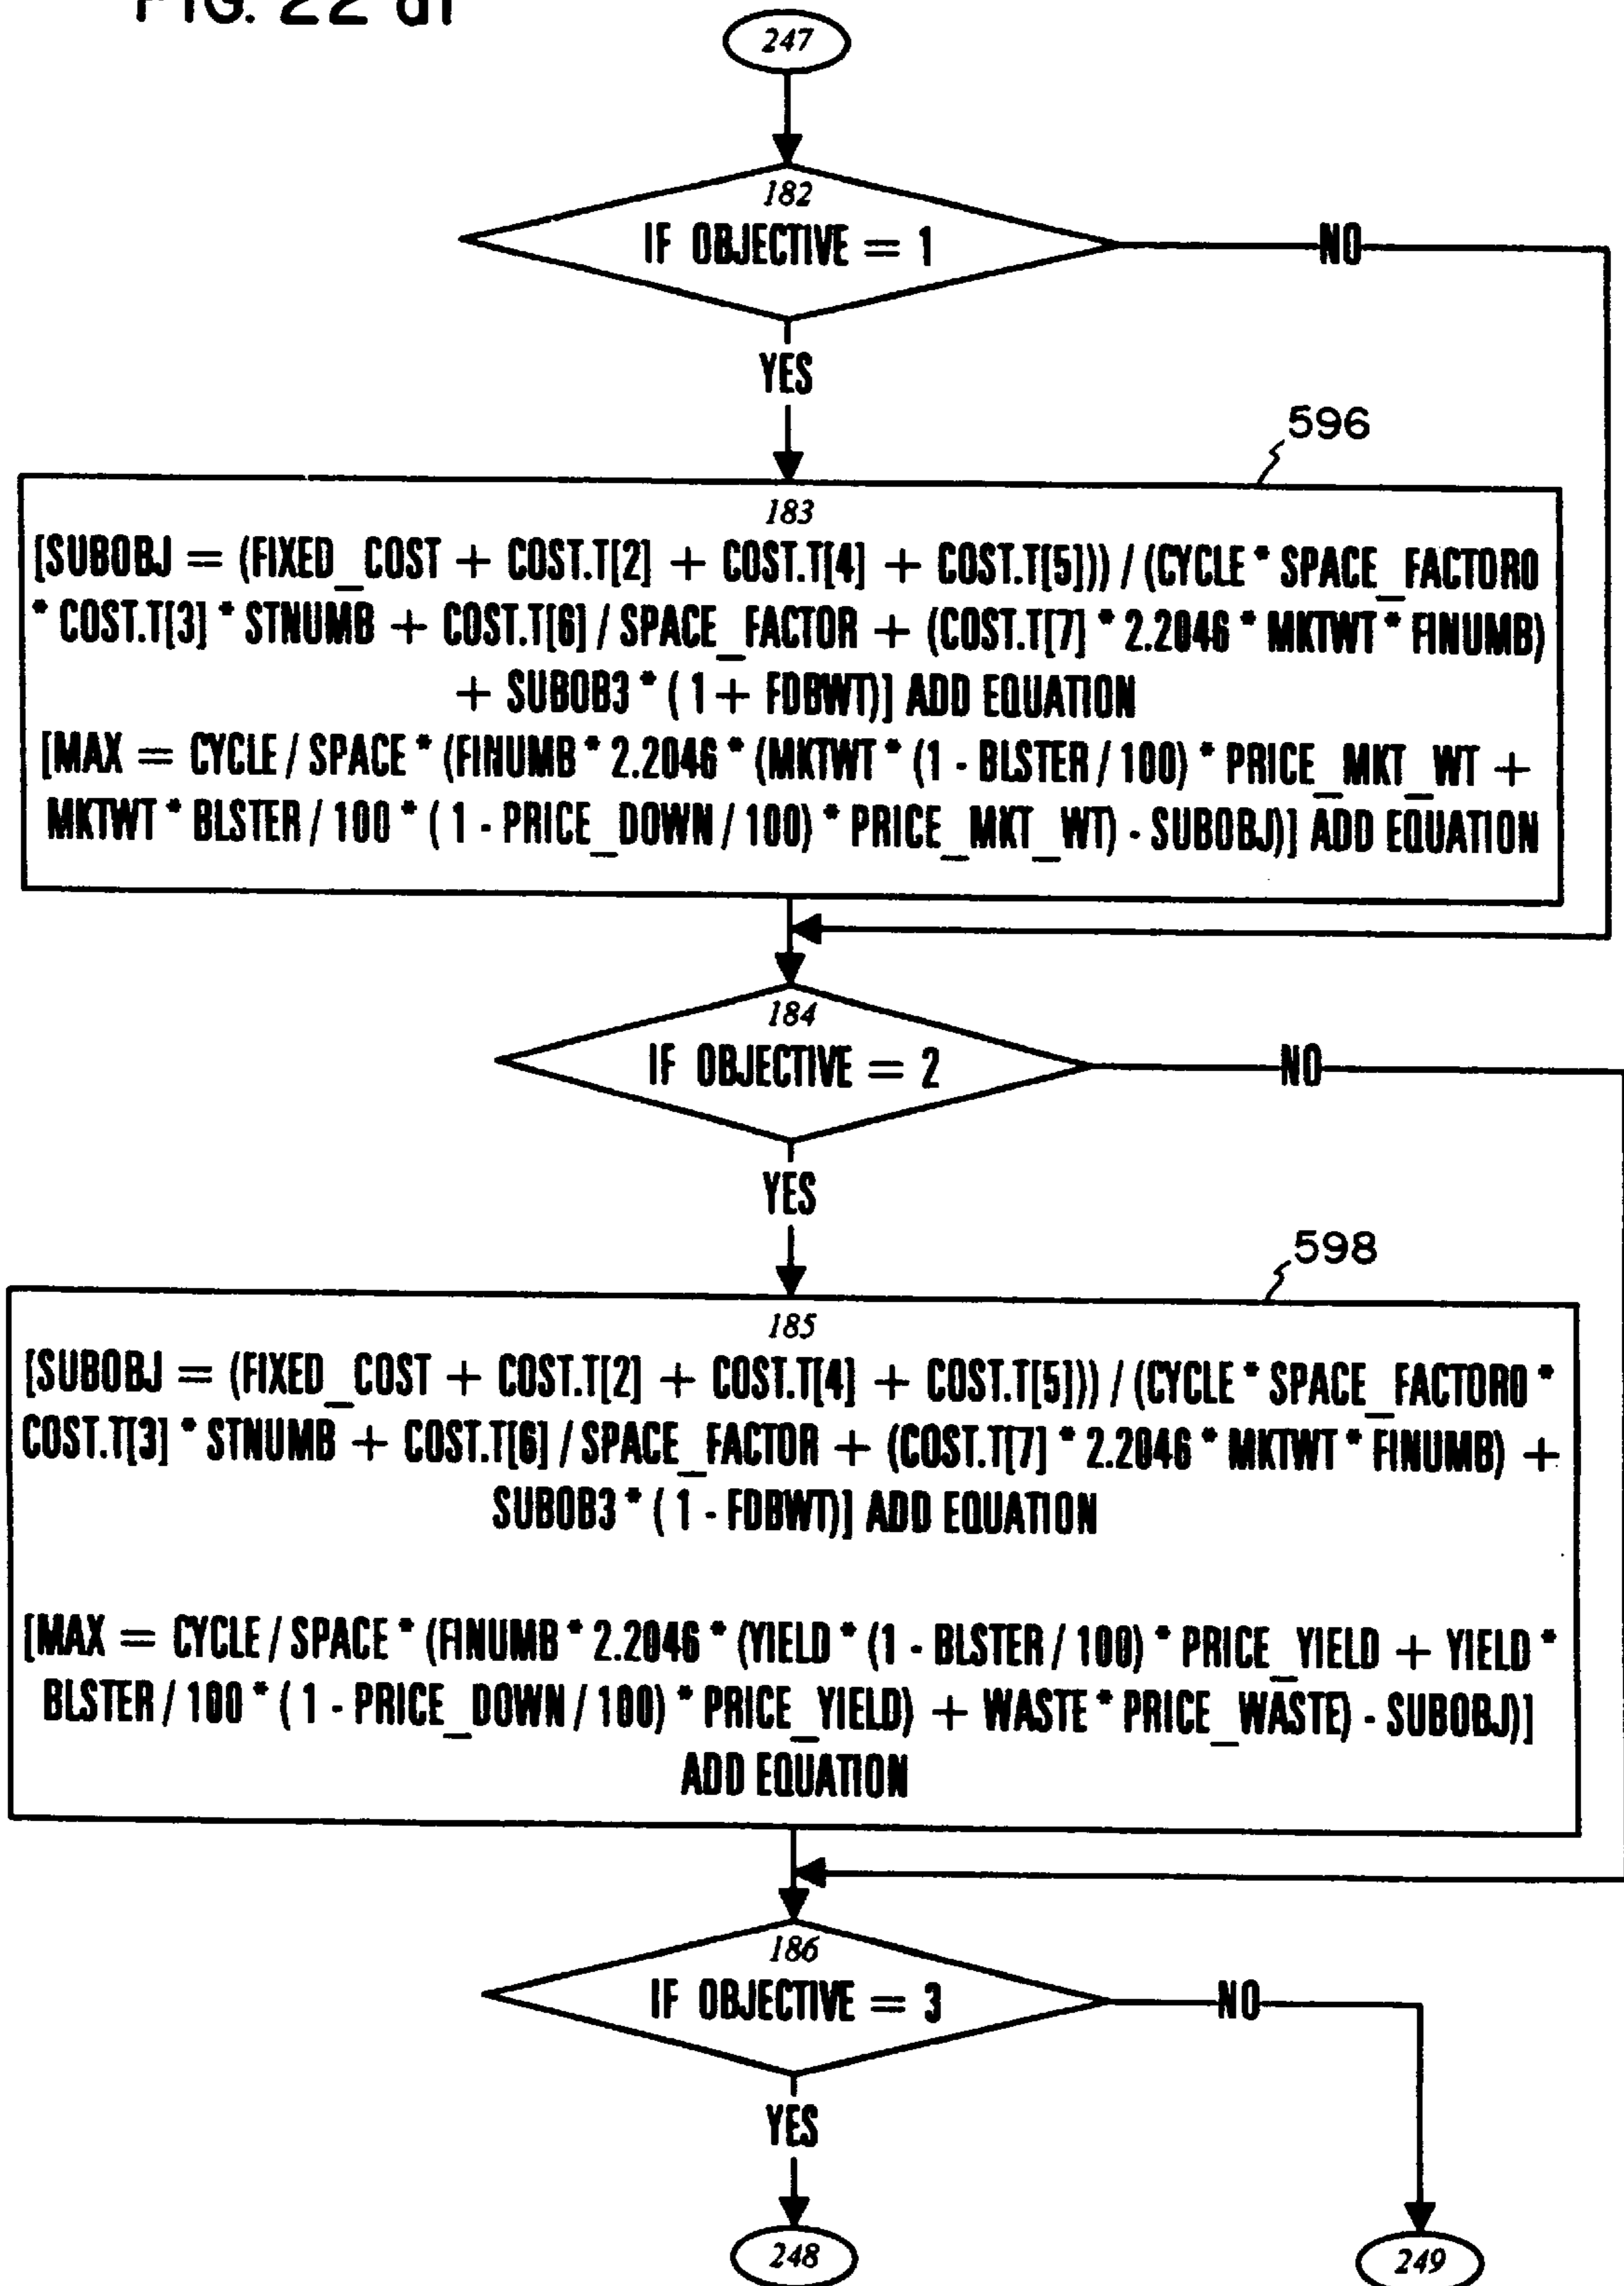 FIG. 22 d1
247
182
IF OBJECTIVE = 1
NO
YES
596
183
[SUBOBJ = (FIXED_COST + COST.T[2] + COST.T[4] + COST.T[5])) / (CYCLE * SPACE_FACTORO
* COST.T[3] * STNUMB + COST.T[6] / SPACE_FACTOR + (COST.T[7] * 2.2046 * MKTWT * FINUMB)
+ SUBOB3 * ( 1 + FDBWT)] ADD EQUATION
[MAX = CYCLE / SPACE * (FINUMB * 2.2046 * (MKTWT * (1 - BLSTER / 100) * PRICE_MKT_WT +
MKTWT * BLSTER / 100 * ( 1 - PRICE_DOWN / 100) * PRICE_MKT_WT) - SUBOBJ)] ADD EQUATION
184
IF OBJECTIVE = 2
NO
YES
598
185
[SUBOBJ = (FIXED_COST + COST.T[2] + COST.T[4] + COST.T[5])) / (CYCLE * SPACE_FACTORO *
COST.T[3] * STNUMB + COST.T[6] / SPACE_FACTOR + (COST.T[7] * 2.2046 * MKTWT * FINUMB) +
SUBOB3 * ( 1 - FDBWT)] ADD EQUATION
[MAX = CYCLE / SPACE * (FINUMB * 2.2046 * (YIELD * (1 - BLSTER / 100) * PRICE_YIELD + YIELD *
BLSTER / 100 * ( 1 - PRICE_DOWN / 100) * PRICE_YIELD) + WASTE * PRICE_WASTE) - SUBOBJ)]
ADD EQUATION
186
IF OBJECTIVE = 3
NO
YES
248
249